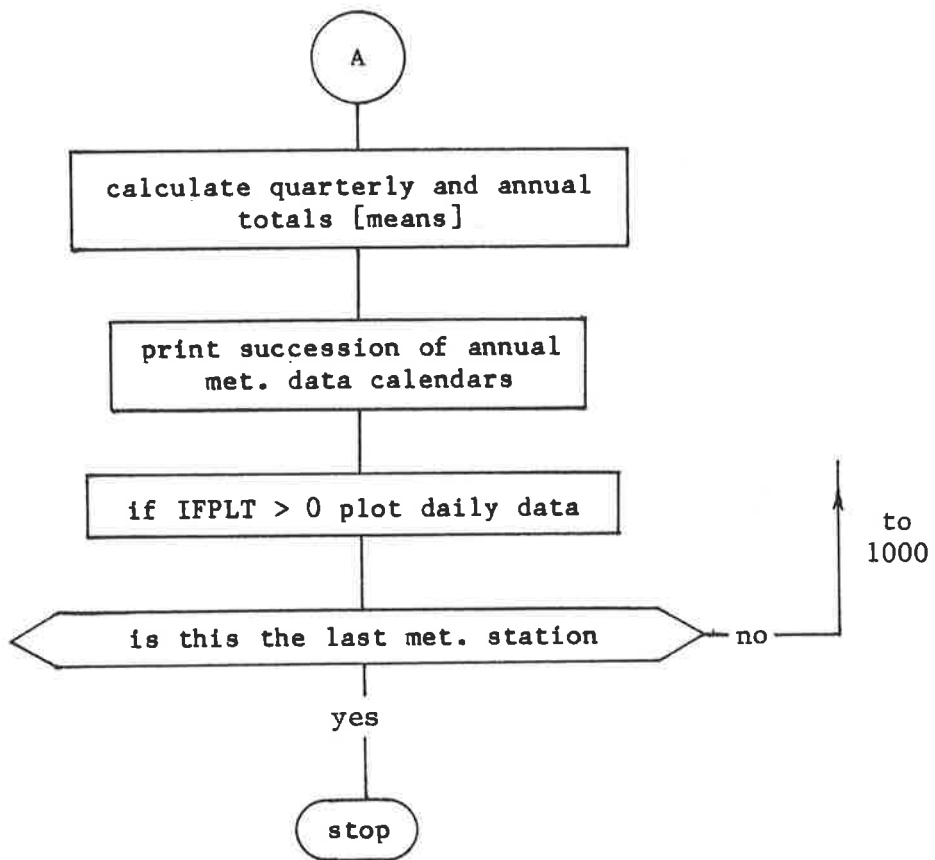 A
calculate quarterly and annual
totals [means]
print succession of annual
met. data calendars
if IFPLT > 0 plot daily data
to
1000
is this the last met. station
no
yes
stop